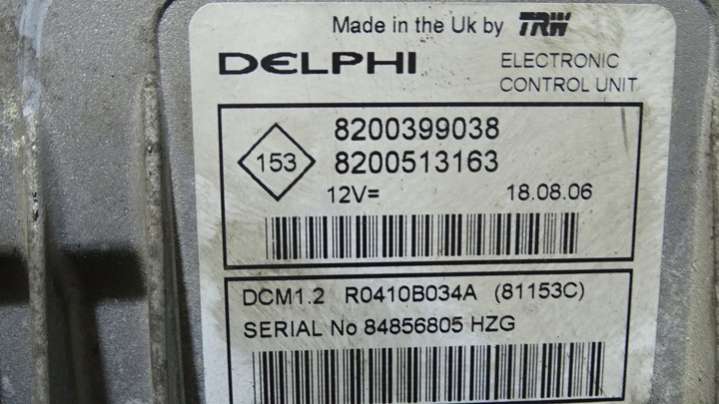 Made in the Uk by TRW
DELPHI ELECTRONIC
CONTROL UNIT
8200399038
153 8200513163
12V= 18.08.06
DCM1.2 R0410B034A (81153C)
SERIAL No 84856805 HZG